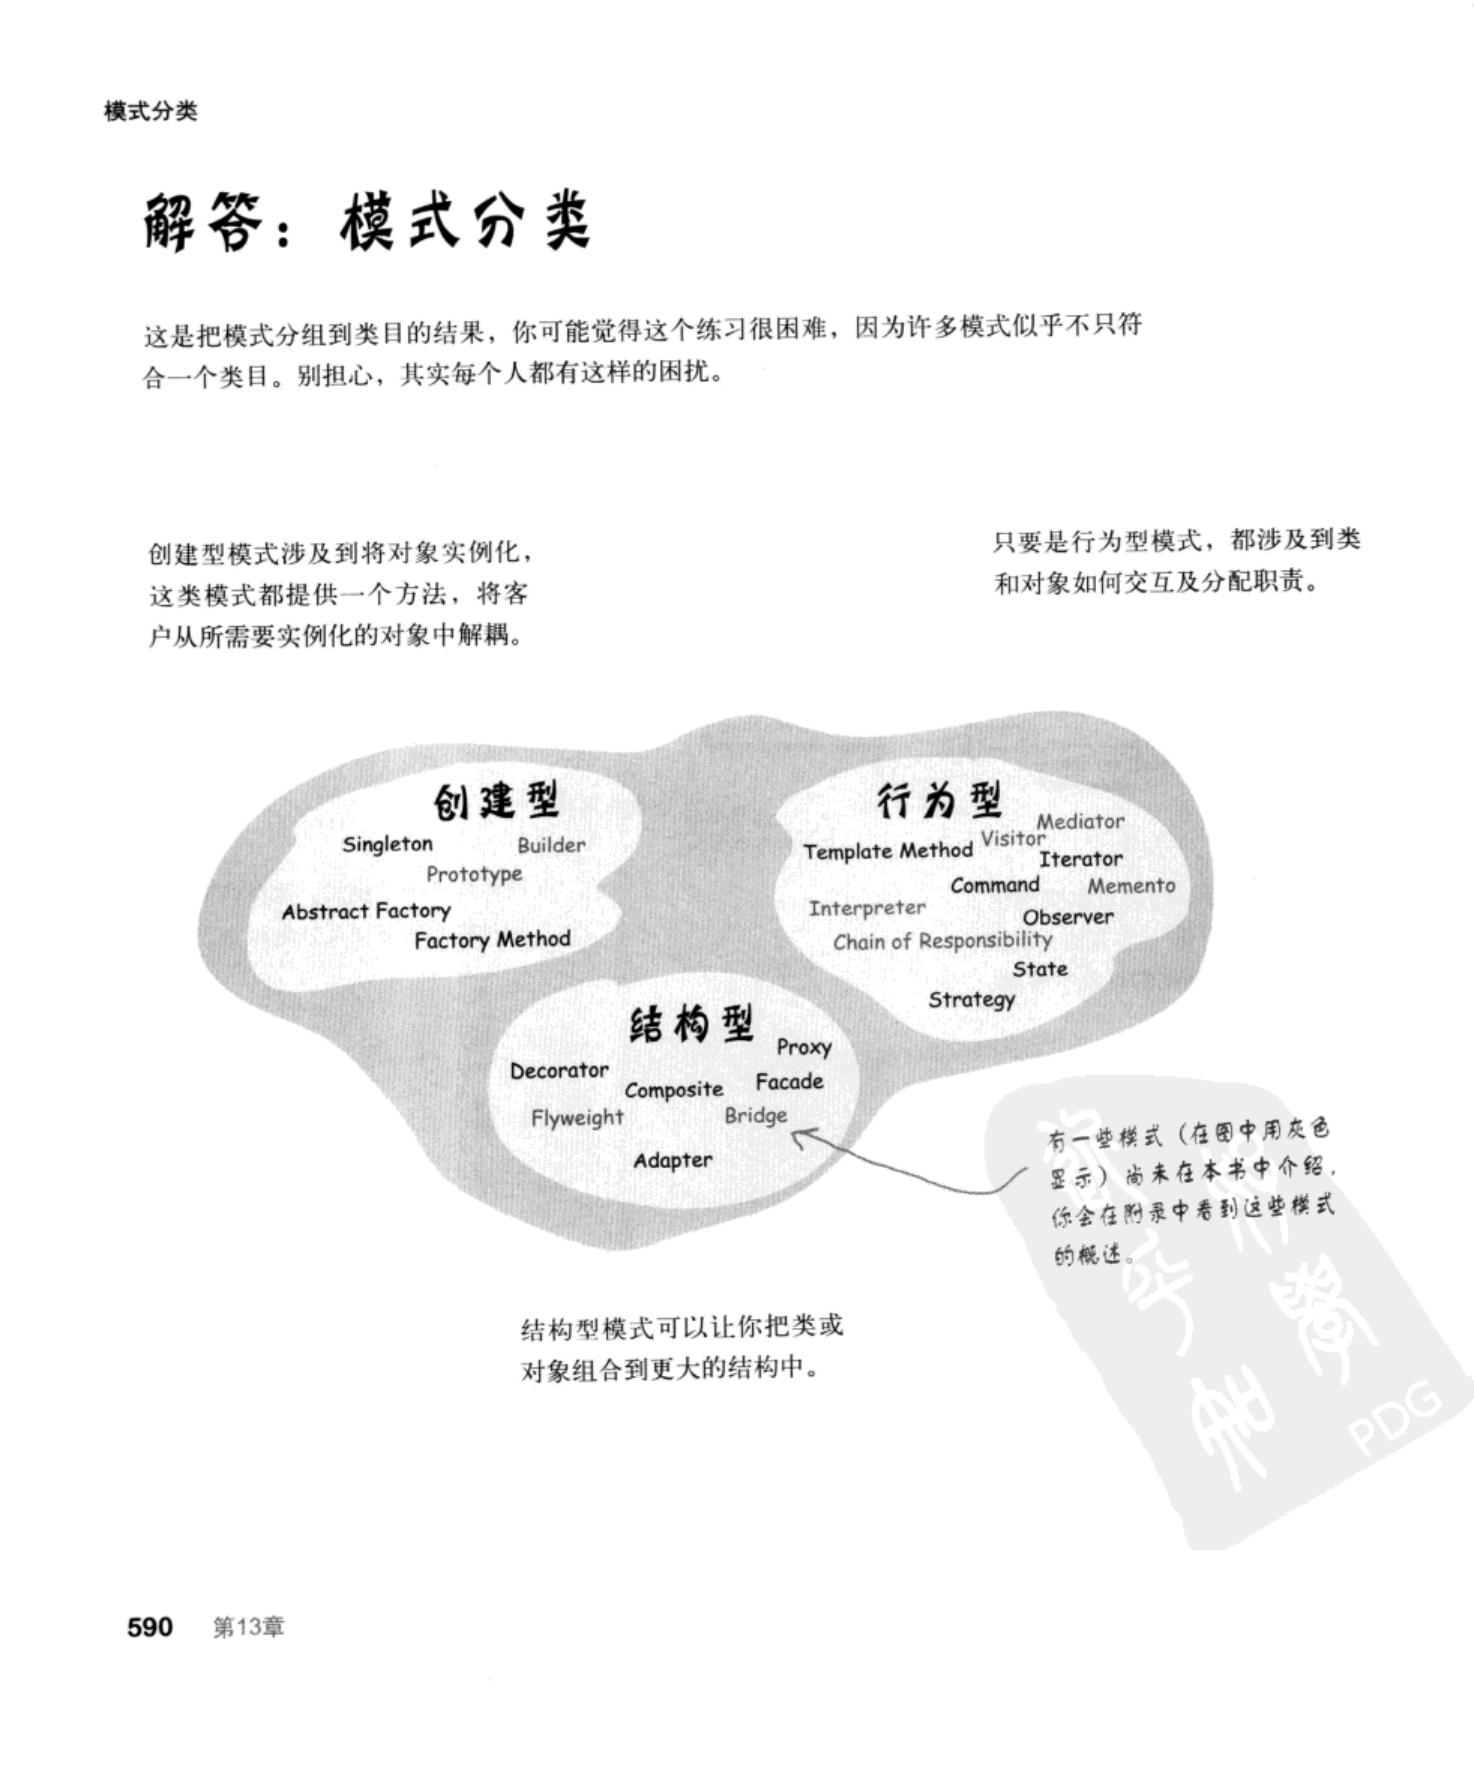 模式分类
解答：模式分类
这是把模式分组到类目的结果，你可能觉得这个练习很困难，因为许多模式似乎不只符
合一个类目。别担心，其实每个人都有这样的困扰。
创建型模式涉及到将对象实例化，
这类模式都提供一个方法，将客
户从所需要实例化的对象中解耦。
只要是行为型模式，都涉及到类
和对象如何交互及分配职责。
创建型
Singleton
Builder
Prototype
Abstract Factory
Factory Method
行为型
Mediator
Visitor
Template Method
Iterator
Command
Memento
Interpreter
Observer
Chain of Responsibility
State
Strategy
结构型
Proxy
Decorator
Facade
Composite
Flyweight
Bridge
Adapter
有一些模式（在图中用灰色
显示）尚未在本书中介绍，
你会在附录中看到这些模式
的概述。
结构型模式可以让你把类或
对象组合到更大的结构中。
PDG
590 第13章